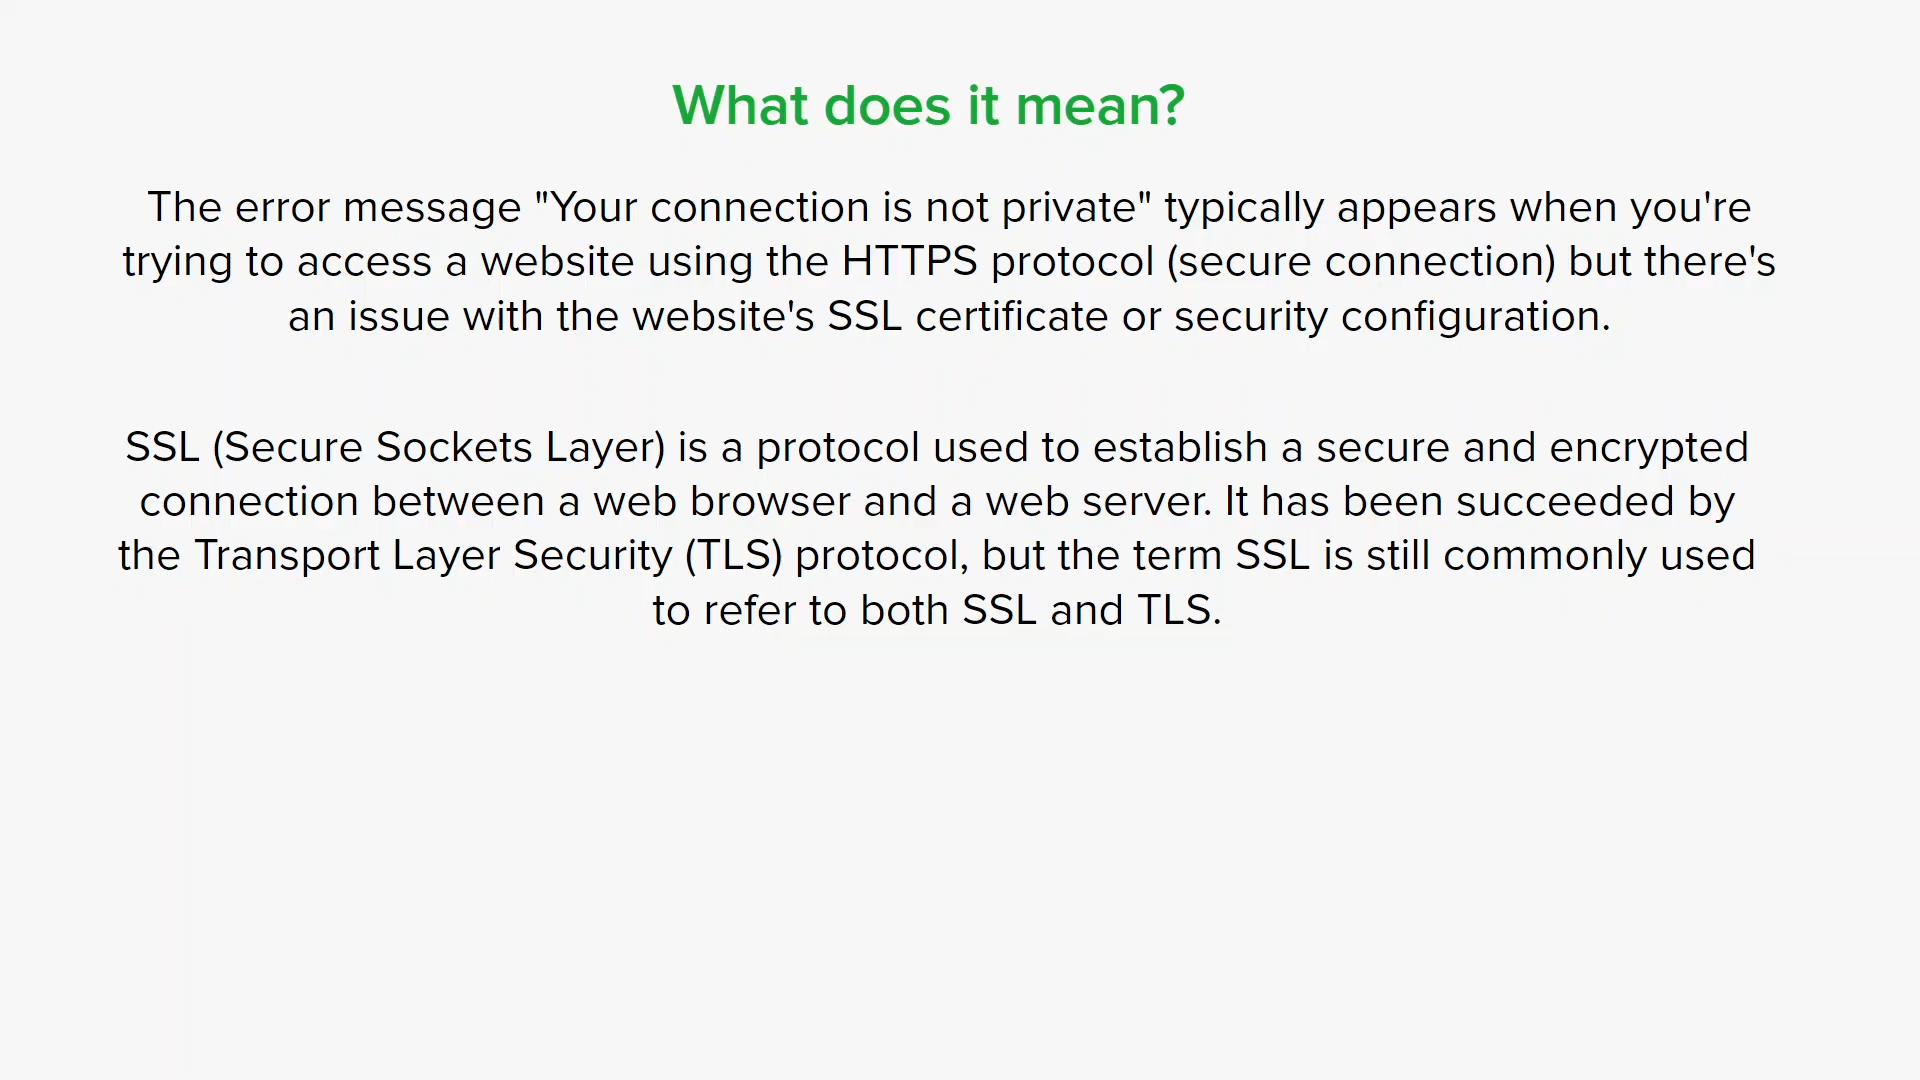 What does it mean?
The error message "Your connection is not private" typically appears when you're
trying to access a website using the HTTPS protocol (secure connection) but there's
an issue with the website's SSL certificate or security configuration.
SSL (Secure Sockets Layer) is a protocol used to establish a secure and encrypted
connection between a web browser and a web server. It has been succeeded by
the Transport Layer Security (TLS) protocol, but the term SSL is still commonly used
to refer to both SSL and TLS.